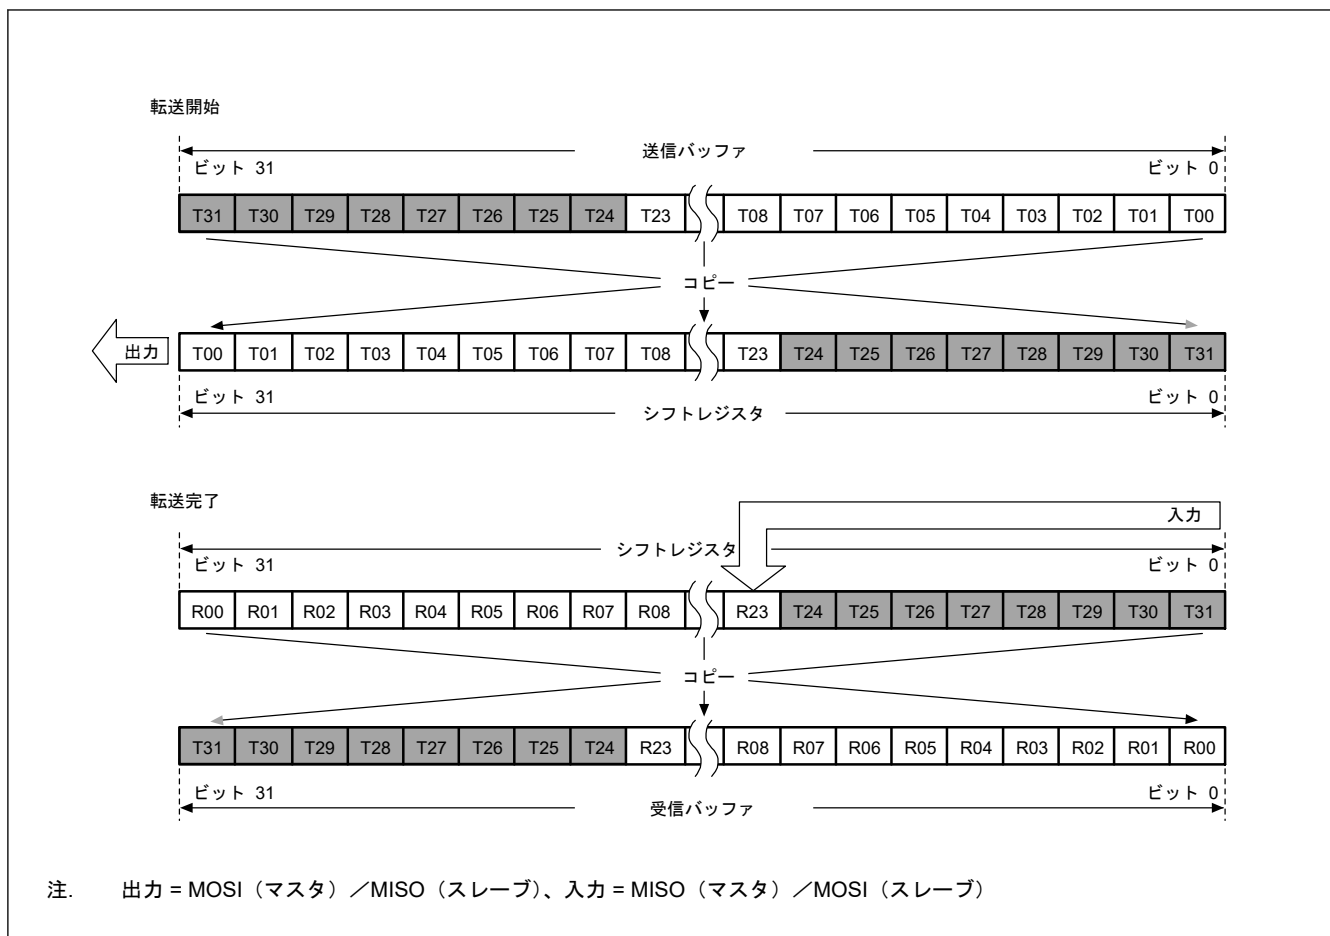 転送開始
送信バッファ
ビット 31 ビット 0
T31 T30 T29 T28 T27 T26 T25 T24 T23 T08 T07 T06 T05 T04 T03 T02 T01 T00
コピー
出力 T00 T01 T02 T03 T04 T05 T06 T07 T08 T23 T24 T25 T26 T27 T28 T29 T30 T31
ビット 31 ビット 0
シフトレジスタ
転送完了
入力
シフトレジスタ
ビット 31 ビット 0
R00 R01 R02 R03 R04 R05 R06 R07 R08 R23 T24 T25 T26 T27 T28 T29 T30 T31
コピー
T31 T30 T29 T28 T27 T26 T25 T24 R23 R08 R07 R06 R05 R04 R03 R02 R01 R00
ビット 31 ビット 0
受信バッファ
注. 出力 = MOSI（マスタ）／MISO（スレーブ）、入力 = MISO（マスタ）／MOSI（スレーブ）